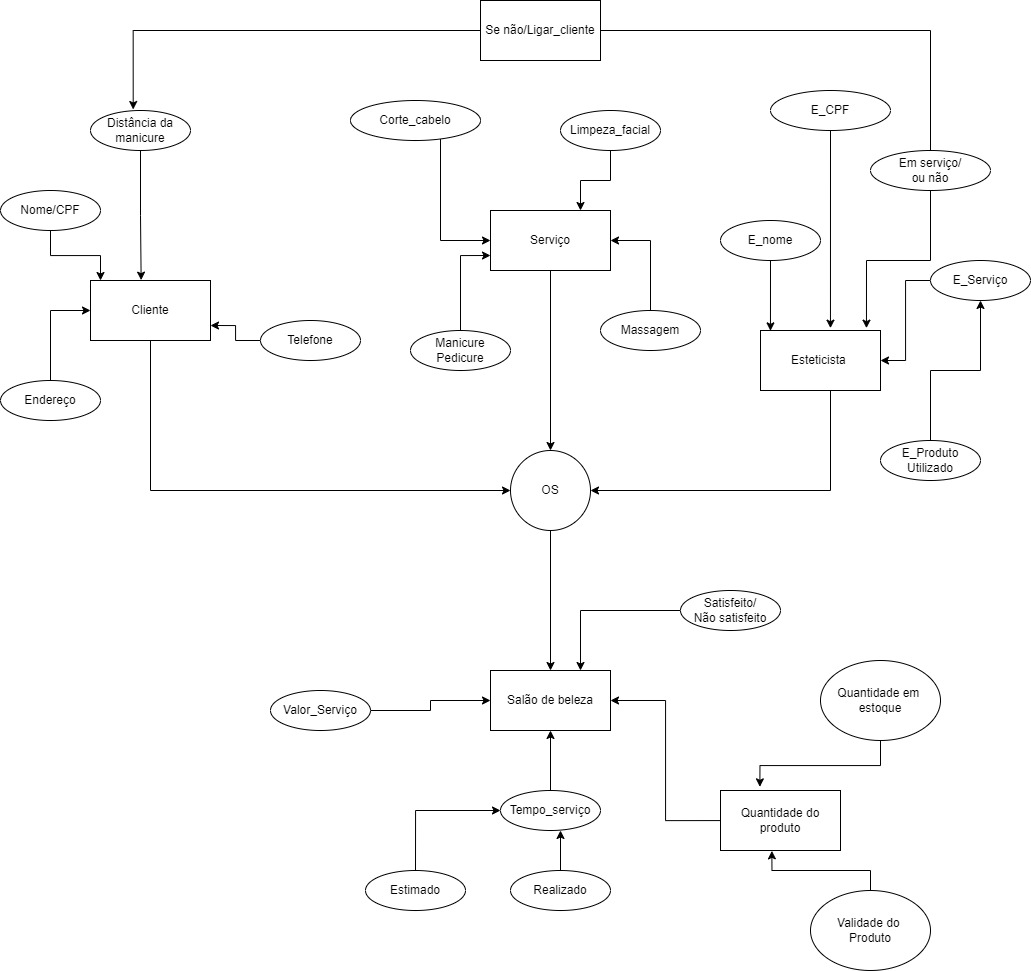 Se não/Ligar_cliente
Distância da
manicure
Corte_cabelo
Limpeza_facial
E_CPF
Em serviço/
ou não
Nome/CPF
Serviço
E_nome
E_Serviço
Cliente
Telefone
Manicure
Pedicure
Massagem
Esteticista
Endereço
E_Produto
Utilizado
OS
Satisfeito/
Não satisfeito
Valor_Serviço
Salão de beleza
Quantidade em
estoque
Tempo_serviço
Quantidade do
produto
Estimado
Realizado
Validade do
Produto